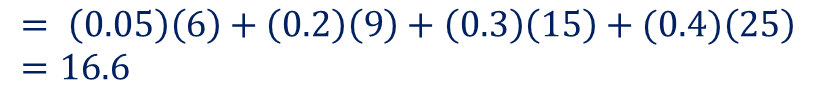 = (0.05)(6) + (0.2)(9) + (0.3)(15) + (0.4)(25)
= 16.6